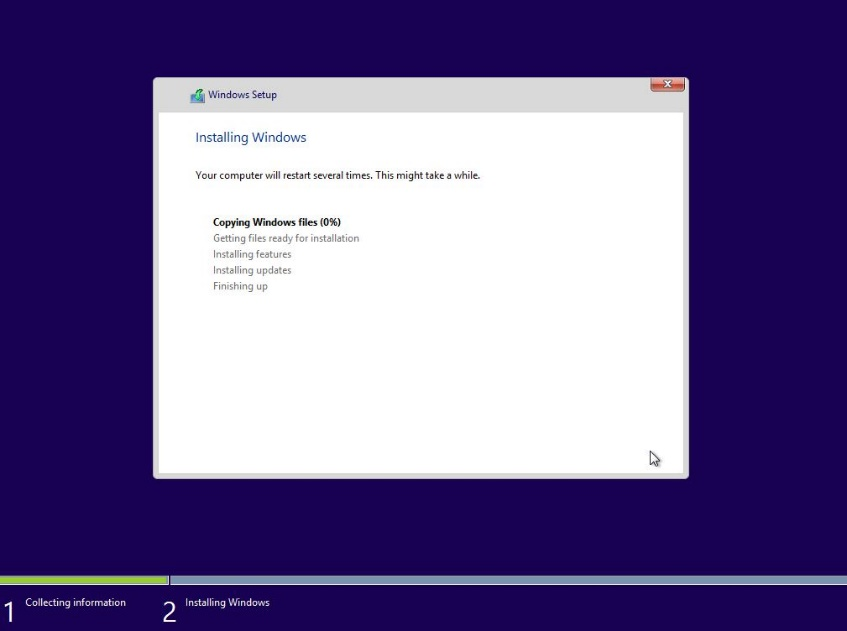 Windows Setup
Installing Windows
Your computer will restart several times. This might take a while.
Copying Windows files (0%)
Getting files ready for installation
Installing features
Installing updates
Finishing up
1 Collecting information
2 Installing Windows